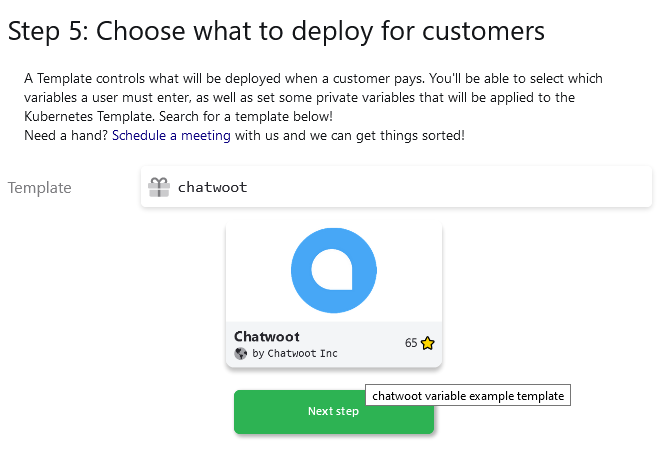 Step 5: Choose what to deploy for customers
A Template controls what will be deployed when a customer pays. You'll be able to select which
variables a user must enter, as well as set some private variables that will be applied to the
Kubernetes Template. Search for a template below!
Need a hand? Schedule a meeting with us and we can get things sorted!
Template
chatwoot
Chatwoot
65
by Chatwoot Inc
chatwoot variable example template
Next step